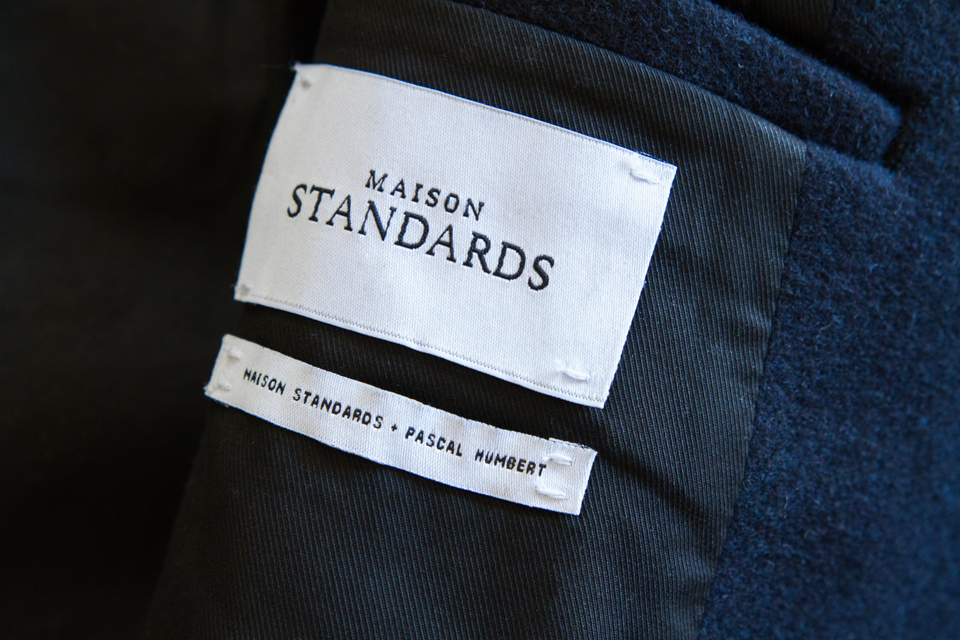 MAISON
STANDARDS
MAISON STANDARDS + PASCAL HUMBERT